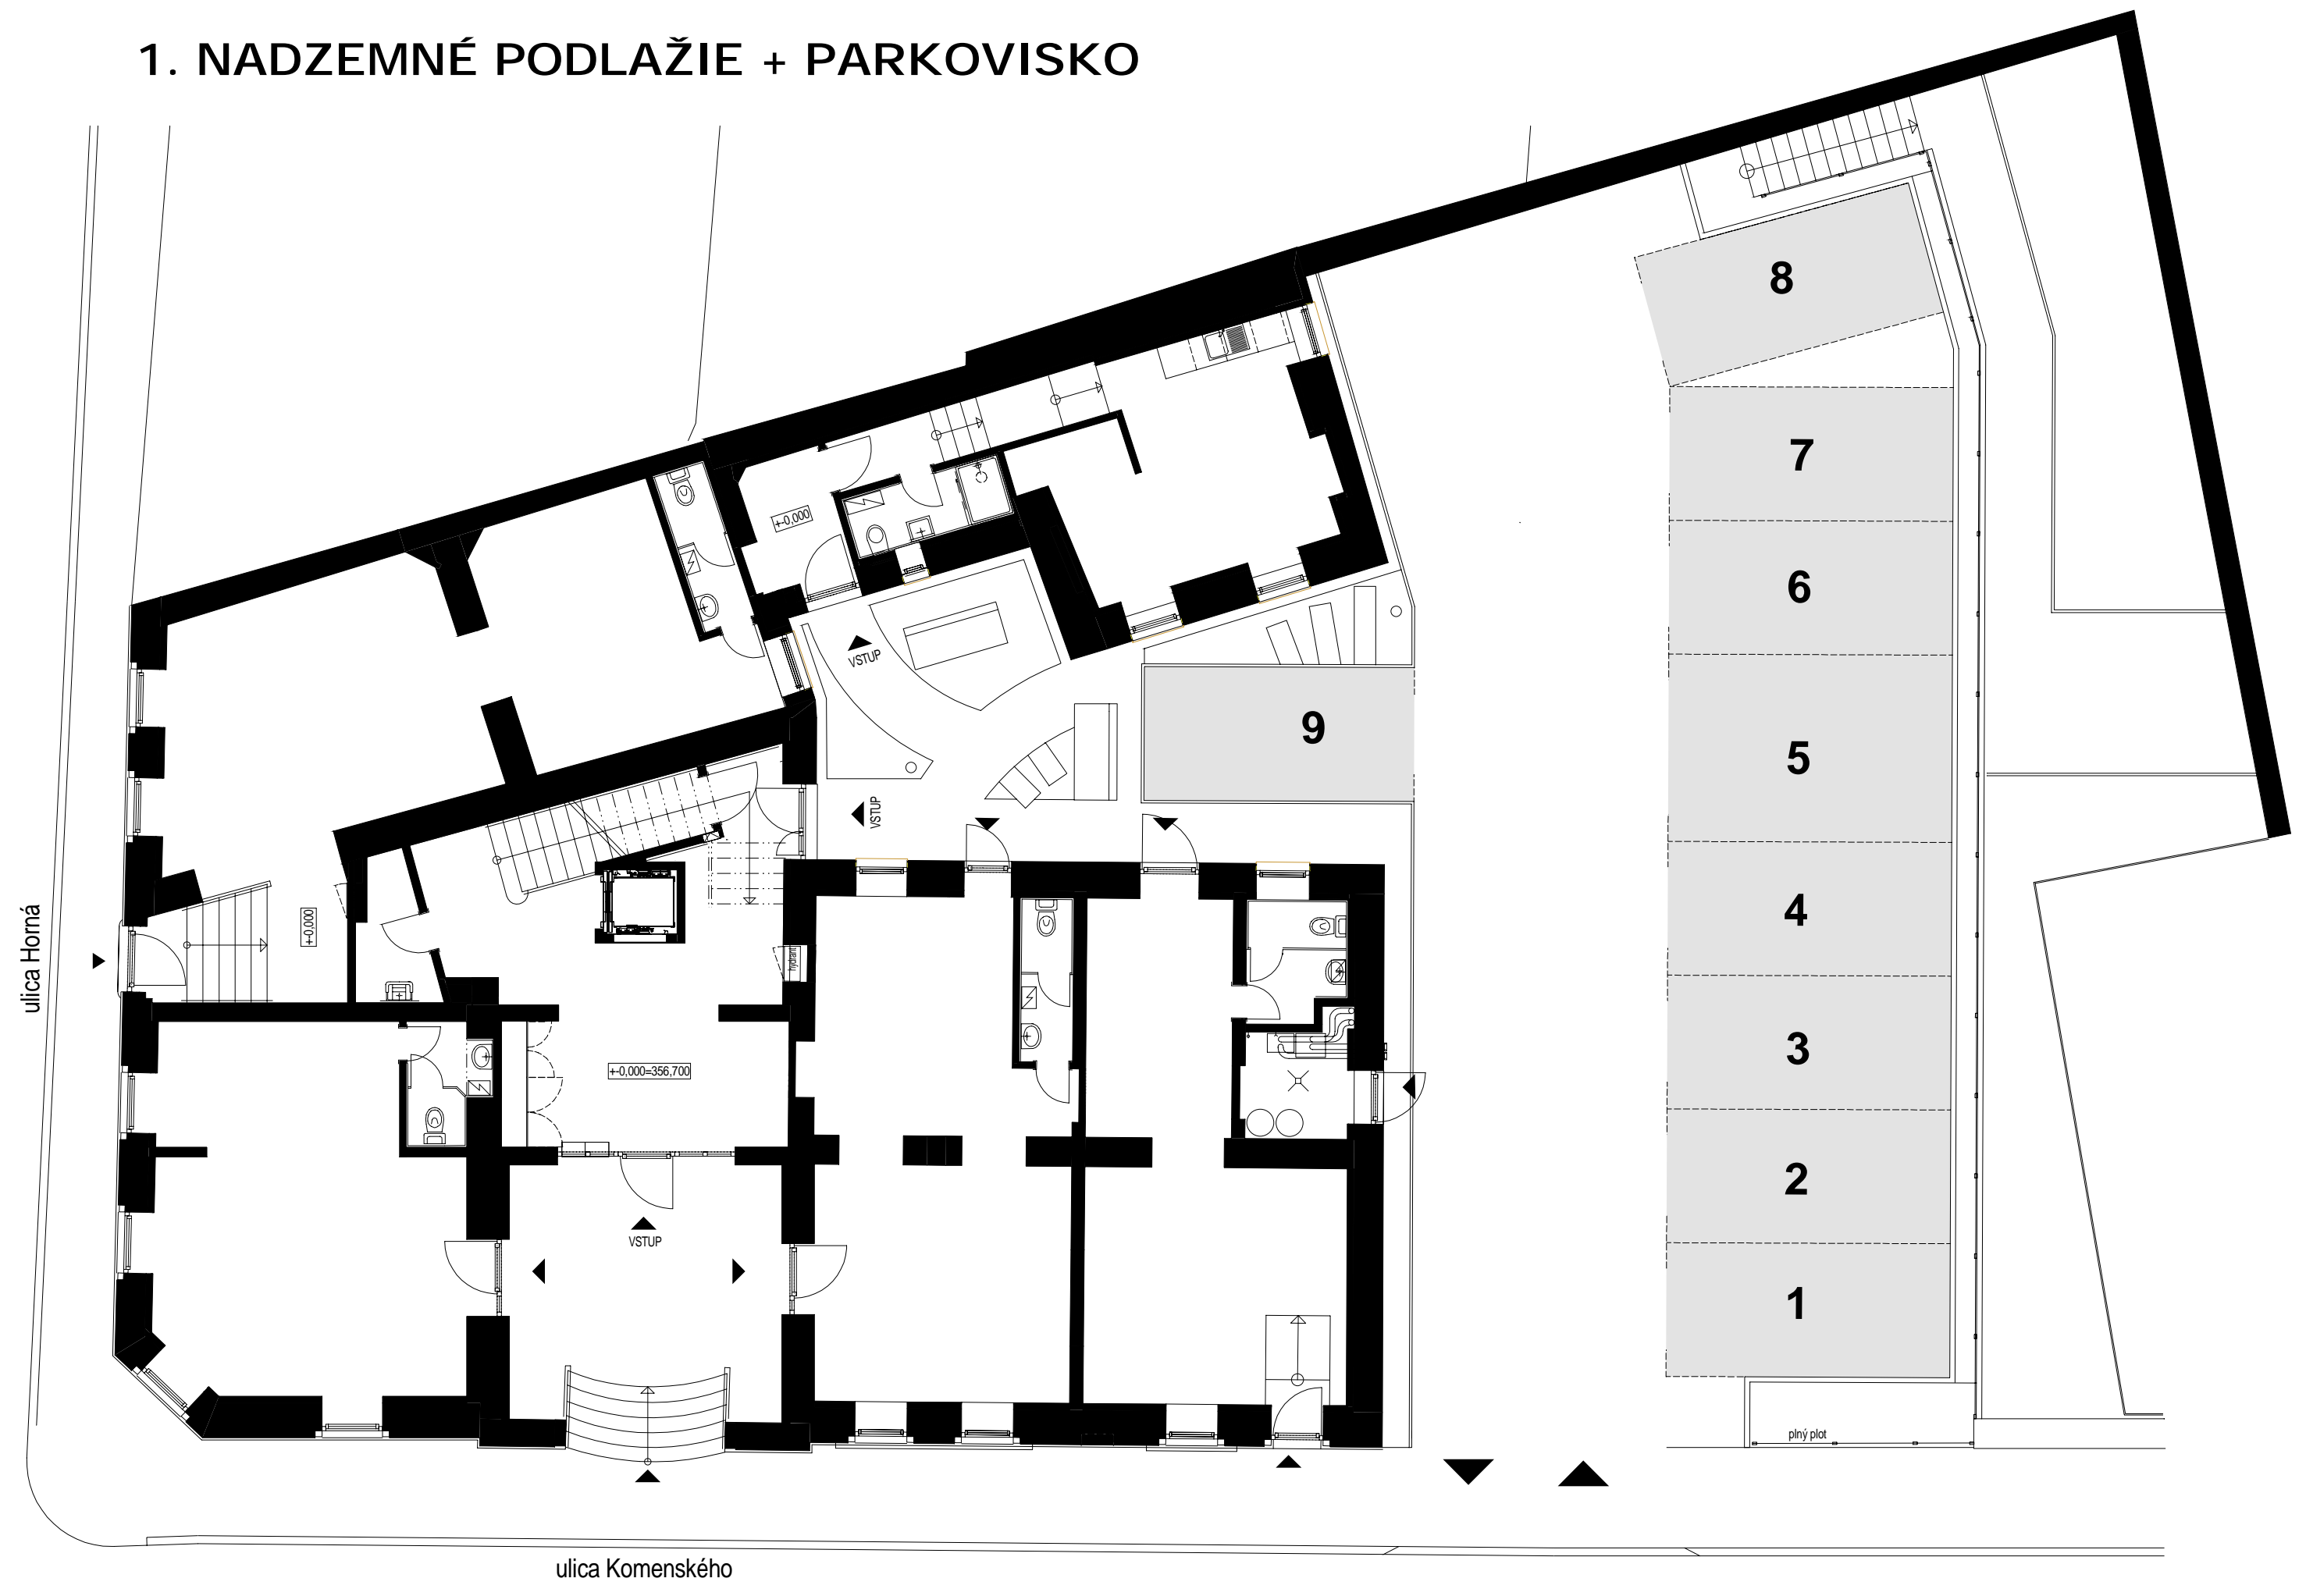 1. NADZEMNÉ PODLAŽIE + PARKOVISKO
8
7
+-0,000
6
VSTUP
9
5
VSTUP
4
ulica Horná
+-0,000
hydrant
3
+-0,000=356,700
2
VSTUP
1
plný plot
ulica Komenského